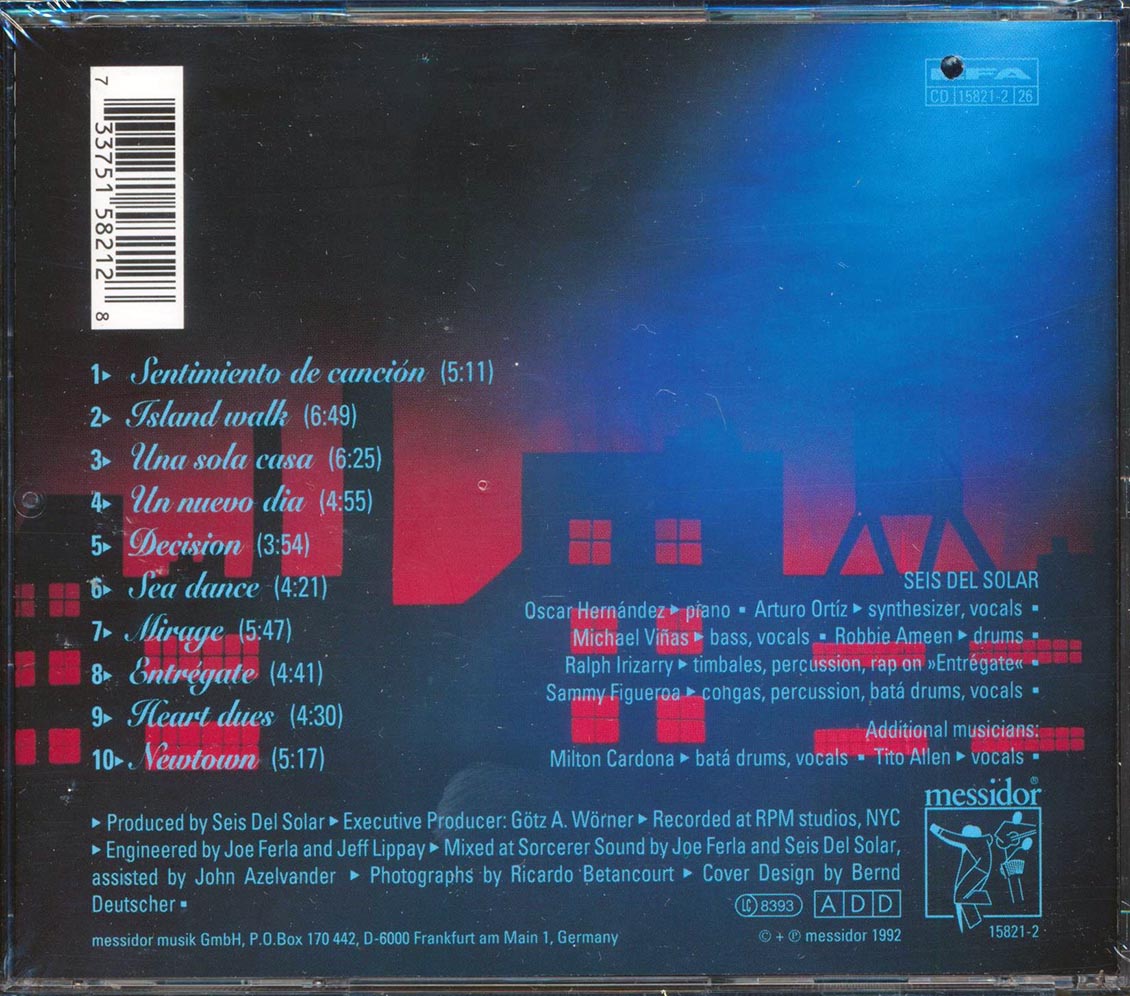 7 33751 58212 8
CD 15821-2 26
1▸ Sentimiento de canción (5:11)
2▸ Island walk (6:49)
3▸ Una sola casa (6:25)
4▸ Un nuevo dia (4:55)
5▸ Decision (3:54)
6▸ Sea dance (4:21)
7▸ Mirage (5:47)
8▸ Entrégate (4:41)
9▸ Heart dues (4:30)
10▸ Newtown (5:17)
SEIS DEL SOLAR
Oscar Hernández ▸ piano ▪ Arturo Ortíz ▸ synthesizer, vocals ▪
Michael Viñas ▸ bass, vocals ▪ Robbie Ameen ▸ drums ▪
Ralph Irizarry ▸ timbales, percussion, rap on »Entrégate« ▪
Sammy Figueroa ▸ congas, percussion, batá drums, vocals ▪
Additional musicians:
Milton Cardona ▸ batá drums, vocals ▪ Tito Allen ▸ vocals ▪
▸ Produced by Seis Del Solar ▸ Executive Producer: Götz A. Wörner ▸ Recorded at RPM studios, NYC
▸ Engineered by Joe Ferla and Jeff Lippay ▸ Mixed at Sorcerer Sound by Joe Ferla and Seis Del Solar,
assisted by John Azelvander ▸ Photographs by Ricardo Betancourt ▸ Cover Design by Bernd
Deutscher ▪
LC 8393 ADD
messidor musik GmbH, P.O.Box 170 442, D-6000 Frankfurt am Main 1, Germany
© + ℗ messidor 1992
messidor®
15821-2